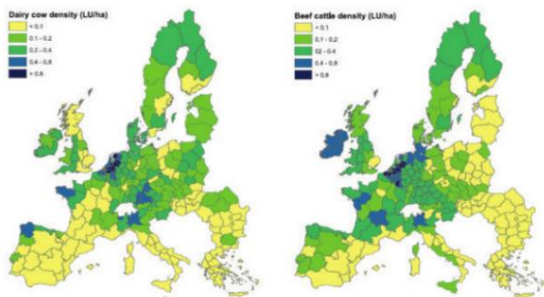 Dairy cow density (LU/ha)
< 0.1
0.1 - 0.2
0.2 - 0.4
0.4 - 0.8
> 0.8
Beef cattle density (LU/ha)
< 0.1
0.1 - 0.2
02 - 0.4
0.4 - 0.8
> 0.8